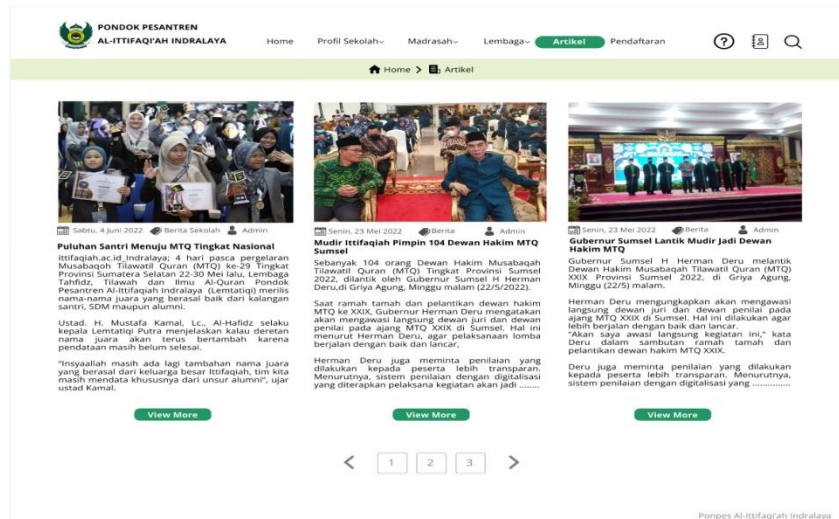 PONDOK PESANTREN
AL-ITTIFAQI'AH INDRALAYA
Home Profil Sekolah Madrasah Lembaga Artikel Pendaftaran
Home > Artikel
Sabtu, 4 Juni 2022 Berita Sekolah Admin
Puluhan Santri Menuju MTQ Tingkat Nasional
ittifaqiah.ac.id_Indralaya; 4 hari pasca pergelaran
Musabaqoh Tilawatil Quran (MTQ) ke-29 Tingkat
Provinsi Sumatera Selatan 22-30 Mei lalu, Lembaga
Tahfidz, Tilawah dan Ilmu Al-Quran Pondok
Pesantren Al-Ittifaqiah Indralaya (Lemtatiqi) merilis
nama-nama juara yang berasal baik dari kalangan
santri, SDM maupun alumni.
Ustad. H. Mustafa Kamal, Lc., Al-Hafidz selaku
kepala Lemtatiqi Putra menjelaskan kalau deretan
nama juara akan terus bertambah karena
pendataan masih belum selesai.
"Insyaallah masih ada lagi tambahan nama juara
yang berasal dari keluarga besar Ittifaqiah, tim kita
masih mendata khususnya dari unsur alumni", ujar
ustad Kamal.
View More
Senin, 23 Mei 2022 Berita Admin
Mudir Ittifaqiah Pimpin 104 Dewan Hakim MTQ
Sumsel
Sebanyak 104 orang Dewan Hakim Musabaqah
Tilawatil Quran (MTQ) Tingkat Provinsi Sumsel
2022, dilantik oleh Gubernur Sumsel H Herman
Deru,di Griya Agung, Minggu malam (22/5/2022).
Saat ramah tamah dan pelantikan dewan hakim
MTQ ke XXIX, Gubernur Herman Deru mengatakan
akan mengawasi langsung dewan juri dan dewan
penilai pada ajang MTQ XXIX di Sumsel. Hal ini
menurut Herman Deru, agar pelaksanaan lomba
berjalan dengan baik dan lancar,
Herman Deru juga meminta penilaian yang
dilakukan kepada peserta lebih transparan.
Menurutnya, sistem penilaian dengan digitalisasi
yang diterapkan pelaksana kegiatan akan jadi ........
View More
Senin, 23 Mei 2022 Berita Admin
Gubernur Sumsel Lantik Mudir Jadi Dewan
Hakim MTQ
Gubernur Sumsel H Herman Deru melantik
Dewan Hakim Musabaqah Tilawatil Quran (MTQ)
XXIX Provinsi Sumsel 2022, di Griya Agung,
Minggu (22/5) malam.
Herman Deru mengungkapkan akan mengawasi
langsung dewan juri dan dewan penilai pada
ajang MTQ XXIX di Sumsel. Hal ini dilakukan agar
lebih berjalan dengan baik dan lancar.
"Akan saya awasi langsung kegiatan ini," kata
Deru dalam sambutan ramah tamah dan
pelantikan dewan hakim MTQ XXIX.
Deru juga meminta penilaian yang dilakukan
kepada peserta lebih transparan. Menurutnya,
sistem penilaian dengan digitalisasi yang ..............
View More
1 2 3
Ponpes Al-Ittifaqi'ah Indralaya